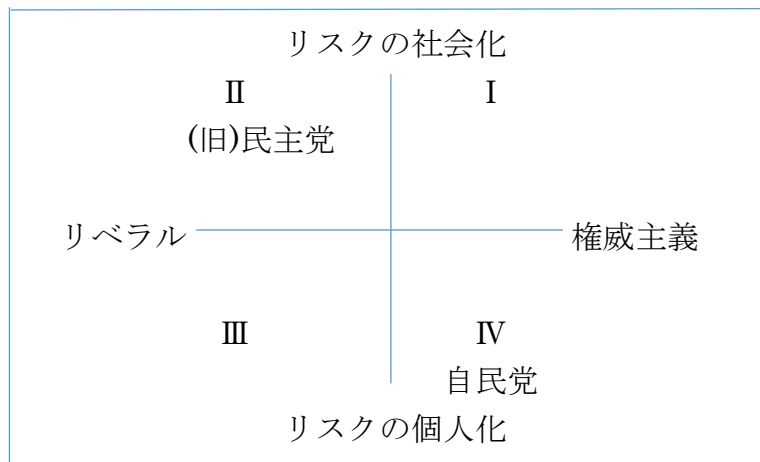 リスクの社会化
Ⅱ Ⅰ
(旧)民主党
リベラル 権威主義
Ⅲ Ⅳ
自民党
リスクの個人化